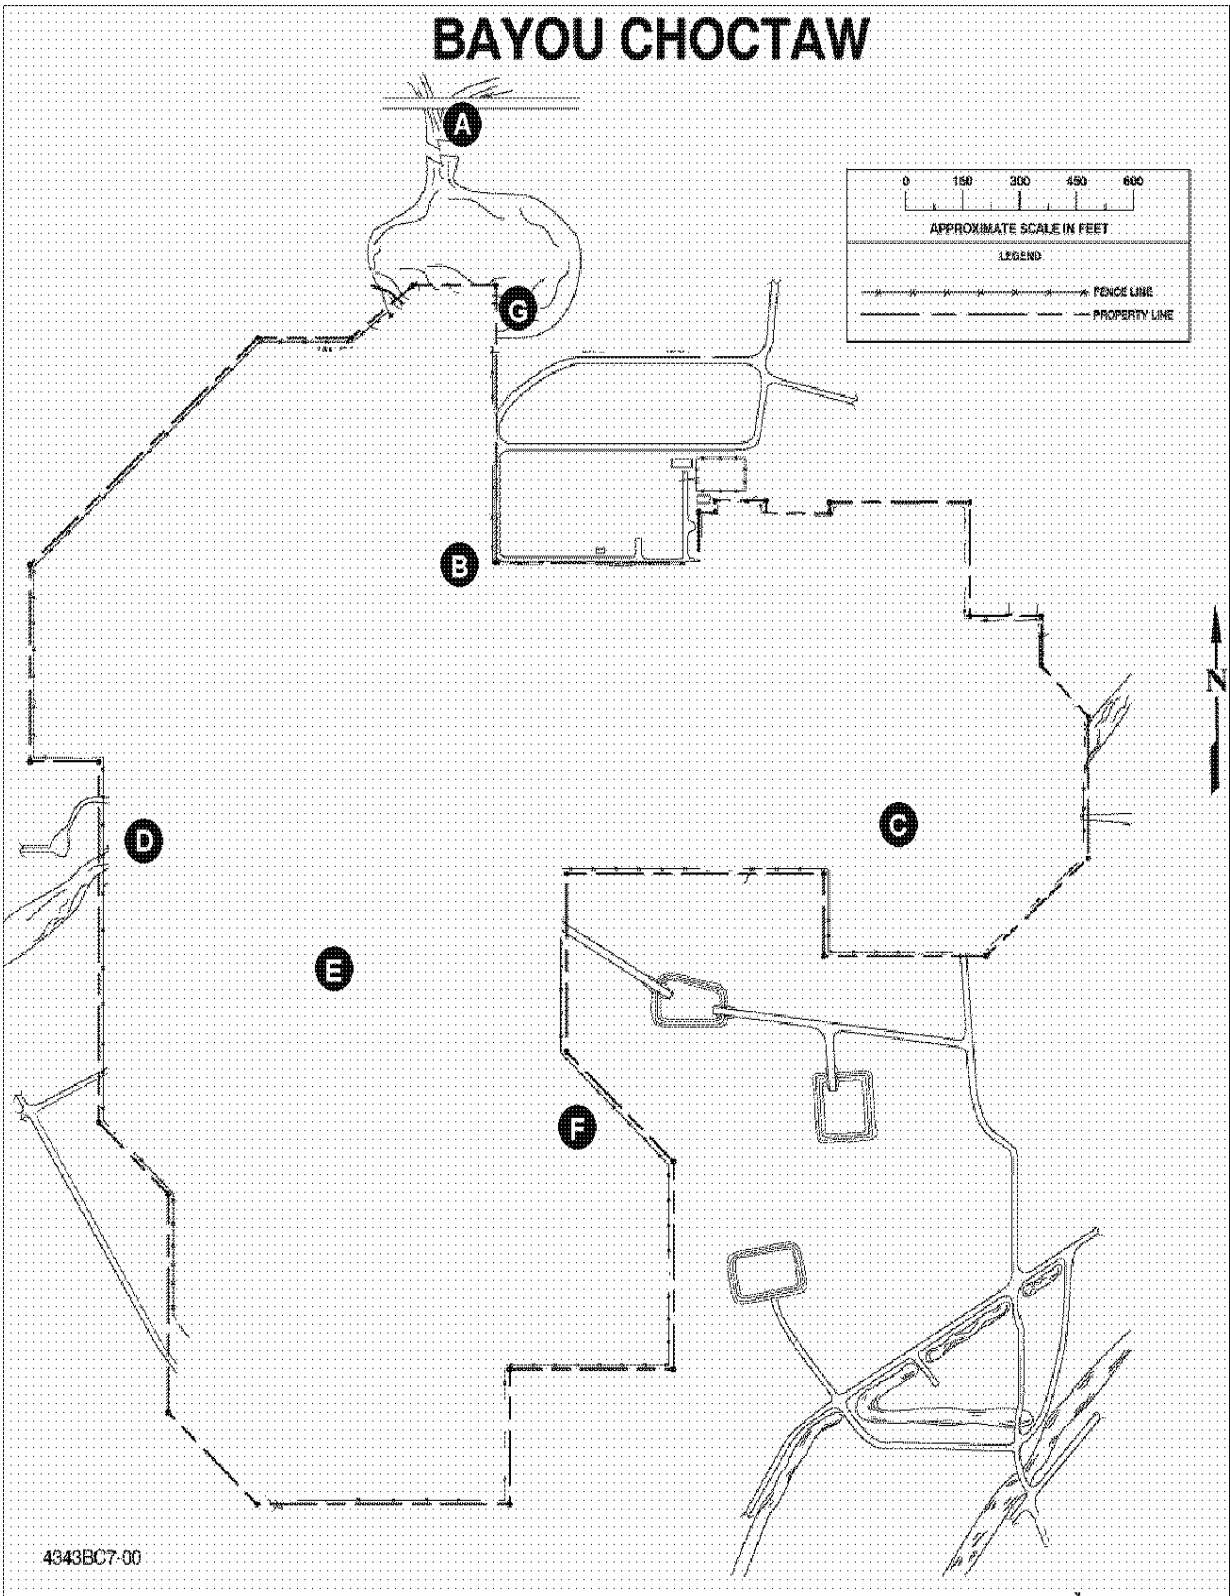 BAYOU CHOCTAW
A
0 150 300 450 600
APPROXIMATE SCALE IN FEET
LEGEND
FENCE LINE
PROPERTY LINE
G
B
N
C
D
E
F
4343BC7-00